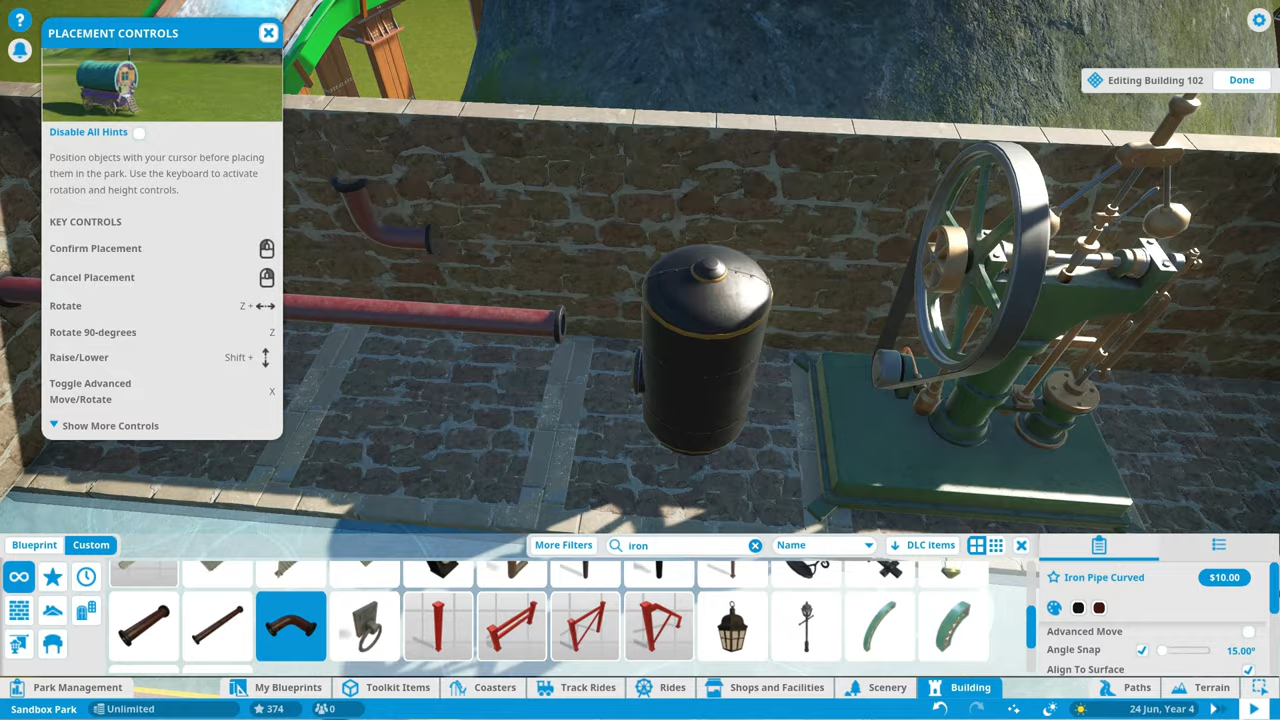 PLACEMENT CONTROLS
Disable All Hints
Position objects with your cursor before placing
them in the park. Use the keyboard to activate
rotation and height controls.
KEY CONTROLS
Confirm Placement
Cancel Placement
Rotate Z +
Rotate 90-degrees Z
Raise/Lower Shift +
Toggle Advanced
Move/Rotate X
Show More Controls
Editing Building 102 Done
Blueprint Custom More Filters iron Name DLC items
Iron Pipe Curved $10.00
Advanced Move
Angle Snap 15.00°
Align To Surface
Park Management My Blueprints Toolkit Items Coasters Track Rides Rides Shops and Facilities Scenery Building Paths Terrain
Sandbox Park Unlimited 374 0 24 Jun, Year 4